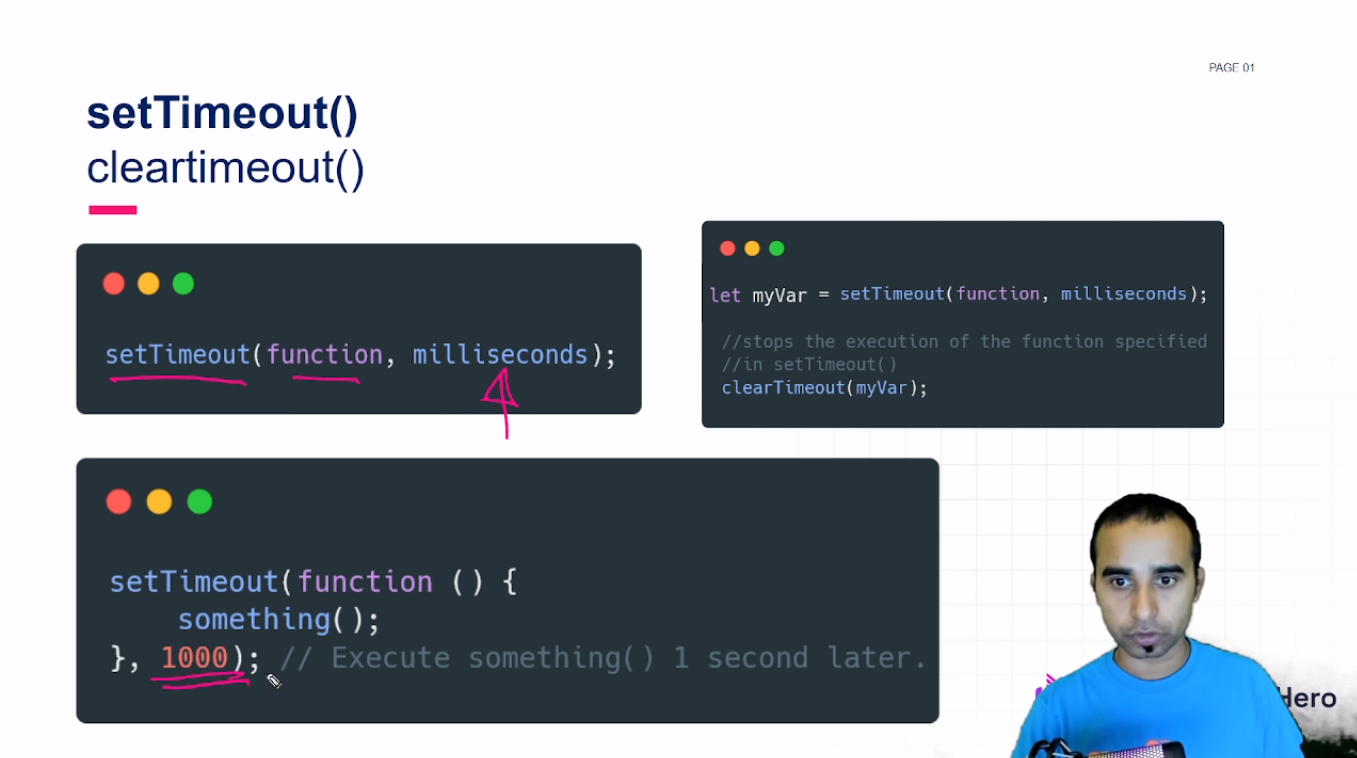 PAGE 01
setTimeout()
cleartimeout()
setTimeout(function, milliseconds);
let myVar = setTimeout(function, milliseconds);
//stops the execution of the function specified
//in setTimeout()
clearTimeout(myVar);
setTimeout(function () {
something();
}, 1000); // Execute something() 1 second later.
Hero